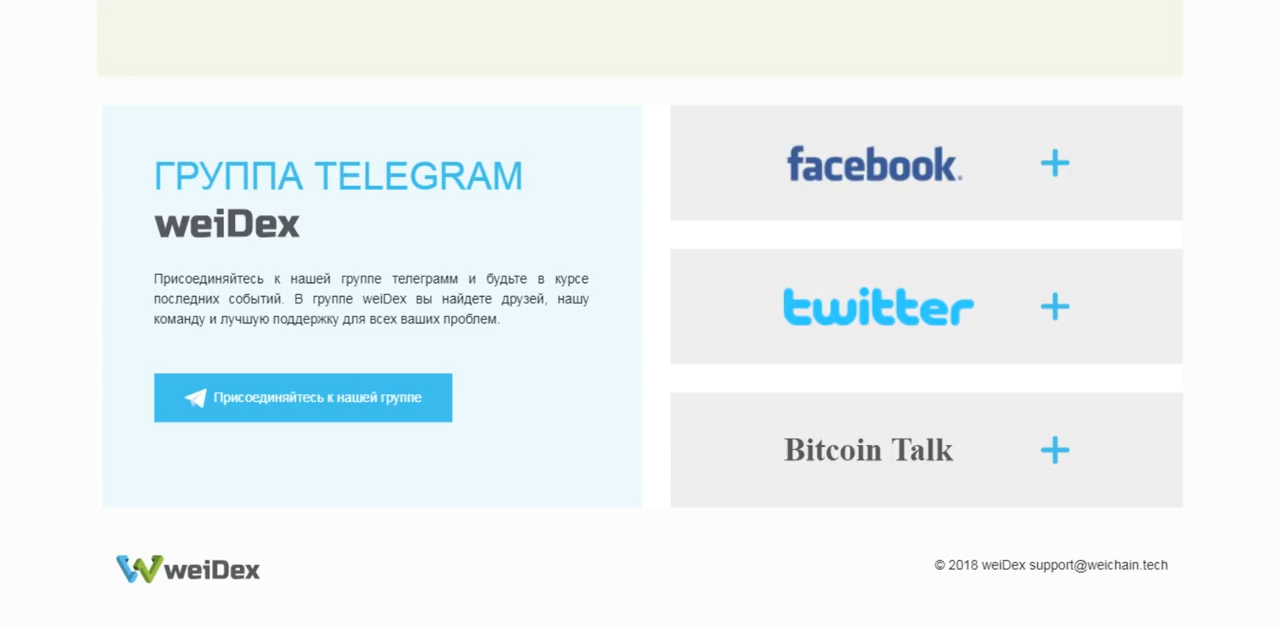 ГРУППА TELEGRAM
weiDex
Присоединяйтесь к нашей группе телеграмм и будьте в курсе
последних событий. В группе weiDex вы найдете друзей, нашу
команду и лучшую поддержку для всех ваших проблем.
Присоединяйтесь к нашей группе
facebook.
twitter
Bitcoin Talk
weiDex
© 2018 weiDex support@weichain.tech